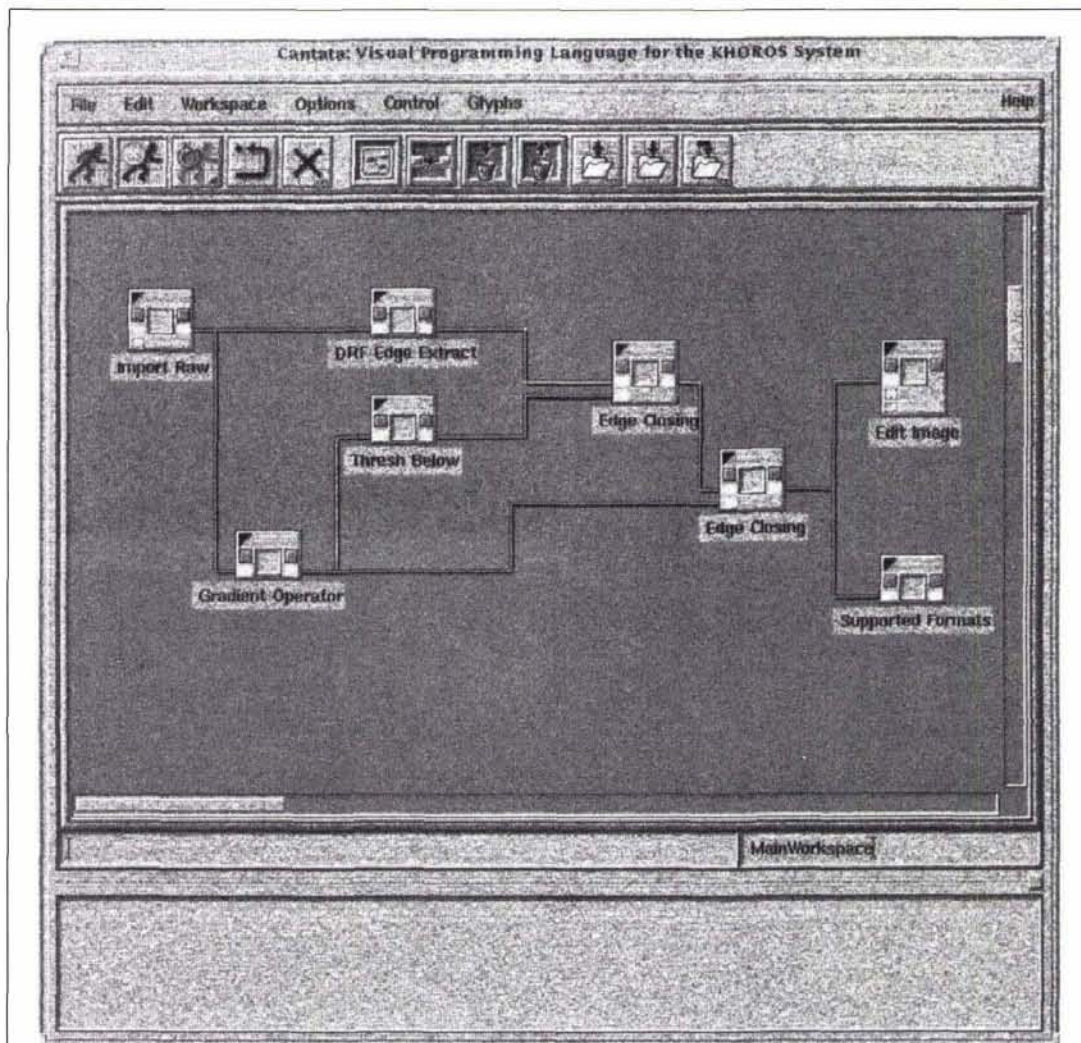 Cantata: Visual Programming Language for the KHOROS System
File Edit Workspace Options Control Glyphs Help
Import Raw
DRF Edge Extract
Edge Closing
Edit Image
Thresh Below
Edge Closing
Gradient Operator
Supported Formats
MainWorkspace